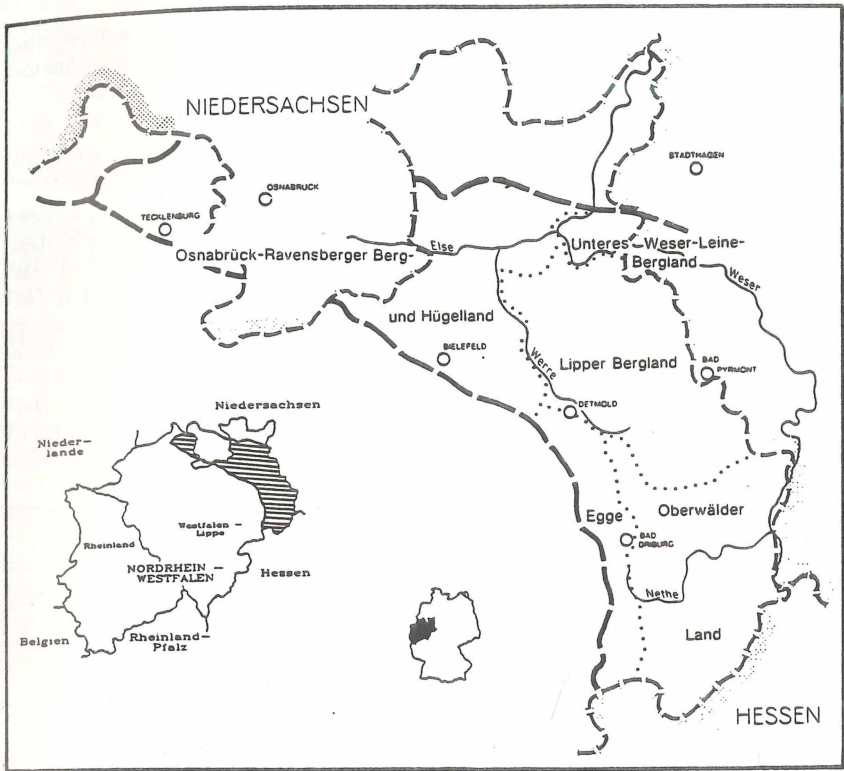 NIEDERSACHSEN
STADTHAGEN
OSNABRÜCK
TECKLENBURG
Else
Unteres Weser-Leine-
Osnabrück-Ravensberger Berg-
Bergland
Weser
und Hügelland
BIELEFELD
Werre
Lipper Bergland
BAD
PYRMONT
DETMOLD
Niedersachsen
Nieder-
lande
Westfalen -
Lippe
Rheinland
NORDRHEIN -
WESTFALEN
Hessen
Belgien
Rheinland-
Pfalz
Egge
Oberwälder
BAD
DRIBURG
Nethe
Land
HESSEN